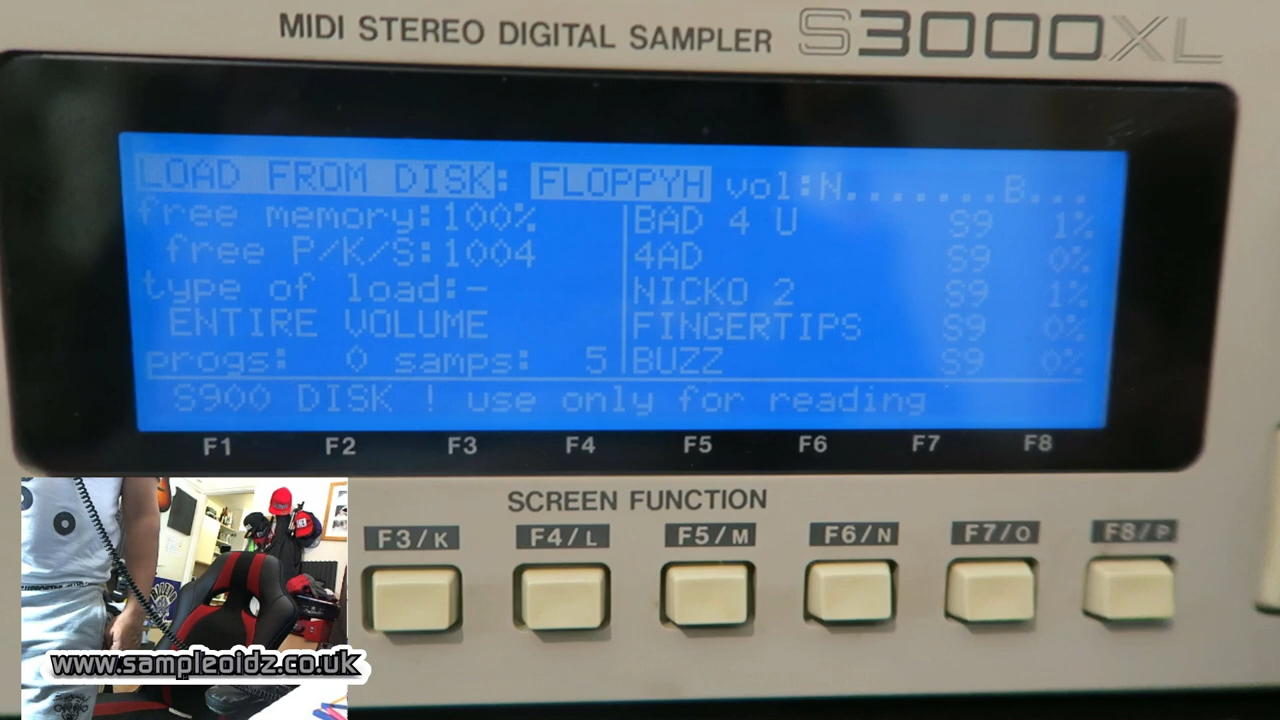 MIDI STEREO DIGITAL SAMPLER S3000XL
LOAD FROM DISK: FLOPPYH vol:N.......B...
free memory:100%
free P/K/S:1004
type of load:-
ENTIRE VOLUME
progs: 0 samps: 5
BAD 4 U S9 1%
4AD S9 0%
NICKO 2 S9 1%
FINGERTIPS S9 0%
BUZZ S9 0%
S900 DISK ! use only for reading
F1 F2 F3 F4 F5 F6 F7 F8
SCREEN FUNCTION
F3/K F4/L F5/M F6/N F7/O F8/P
www.sampleoidz.co.uk